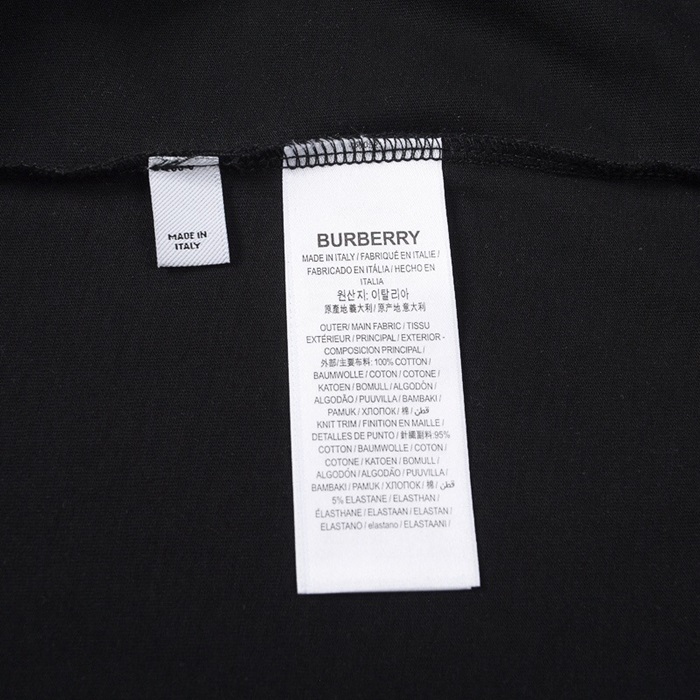 MADE IN
ITALY
BURBERRY
MADE IN ITALY / FABRIQUÉ EN ITALIE /
FABRICADO EN ITÁLIA / HECHO EN
ITALIA
원산지: 이탈리아
原產地 義大利 / 原产地 意大利
OUTER/ MAIN FABRIC / TISSU
EXTÉRIEUR / PRINCIPAL / EXTERIOR -
COMPOSICION PRINCIPAL /
外部/主要布料: 100% COTTON /
BAUMWOLLE / COTON / COTONE /
KATOEN / BOMULL / ALGODÒN /
ALGODÃO / PUUVILLA / BAMBAKI /
PAMUK / ХЛОПОК / 棉 / قطن
KNIT TRIM / FINITION EN MAILLE /
DETALLES DE PUNTO / 針織副料 95%
COTTON / BAUMWOLLE / COTON /
COTONE / KATOEN / BOMULL /
ALGODÓN / ALGODÃO / PUUVILLA /
BAMBAKI / PAMUK / ХЛОПОК / 棉 / قطن
5% ELASTANE / ELASTHAN /
ÉLASTHANE / ELASTAAN / ELASTAN /
ELASTANO / elastano / ELASTAANI /